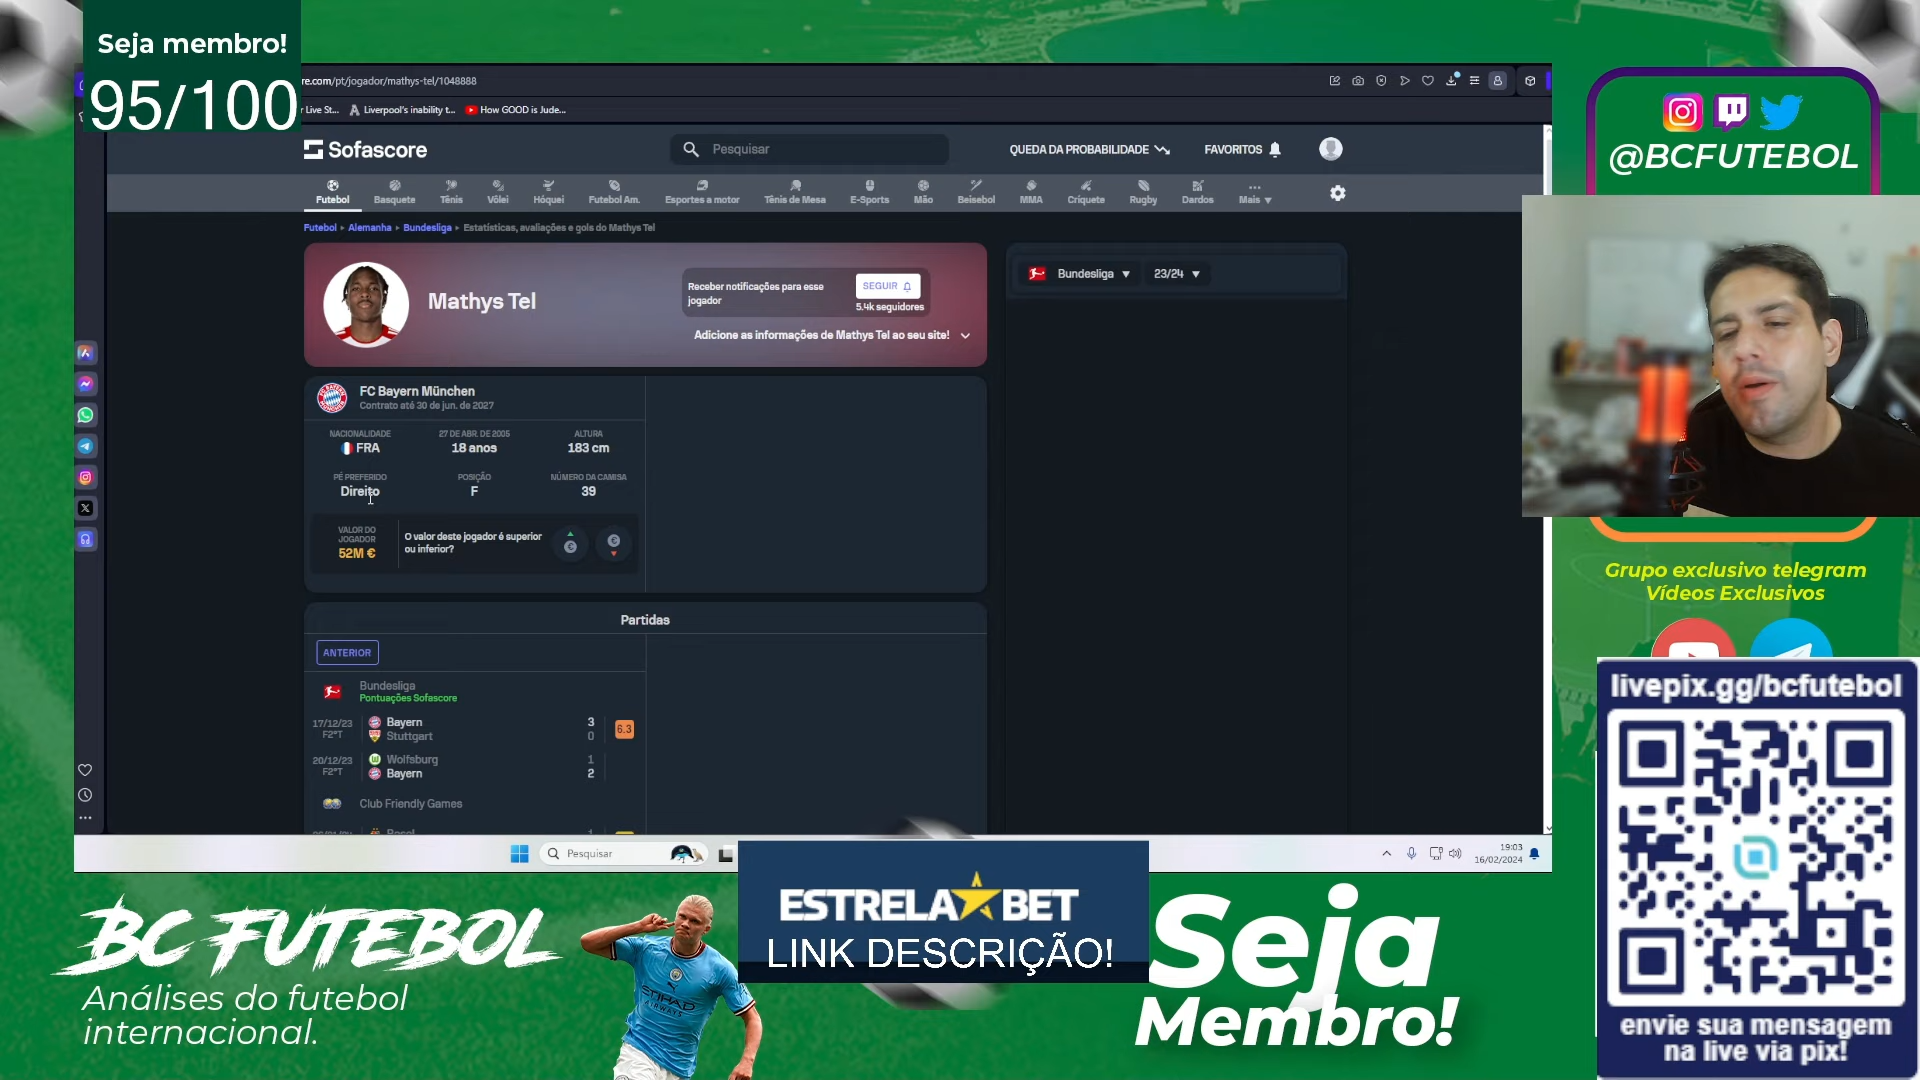 Seja membro!
95/100
re.com/pt/jogador/mathys-tel/1048888
r Live St...
Liverpool's inability t...
How GOOD is Jude...
Sofascore
Pesquisar
QUEDA DA PROBABILIDADE
FAVORITOS
Futebol
Basquete
Tênis
Vôlei
Hóquei
Futebol Am.
Esportes a motor
Tênis de Mesa
E-Sports
Mão
Beisebol
MMA
Críquete
Rugby
Dardos
Mais
Futebol
Alemanha
Bundesliga
Estatísticas, avaliações e gols do Mathys Tel
Mathys Tel
Receber notificações para esse
jogador
SEGUIR
5.4k seguidores
Adicione as informações de Mathys Tel ao seu site!
Bundesliga
23/24
FC Bayern München
Contrato até 30 de jun. de 2027
NACIONALIDADE
FRA
27 DE ABR. DE 2005
18 anos
ALTURA
183 cm
PÉ PREFERIDO
Direito
POSIÇÃO
F
NÚMERO DA CAMISA
39
VALOR DO
JOGADOR
52M €
O valor deste jogador é superior
ou inferior?
Partidas
ANTERIOR
Bundesliga
Pontuações Sofascore
17/12/23
F2°T
Bayern 3
Stuttgart 0
6.3
20/12/23
F2°T
Wolfsburg 1
Bayern 2
Club Friendly Games
Basel 1
Pesquisar
19:03
16/02/2024
@BCFUTEBOL
Grupo exclusivo telegram
Vídeos Exclusivos
livepix.gg/bcfutebol
envie sua mensagem
na live via pix!
BC FUTEBOL
Análises do futebol
internacional.
ETIHAD
AIRWAYS
ESTRELA BET
LINK DESCRIÇÃO!
Seja
Membro!